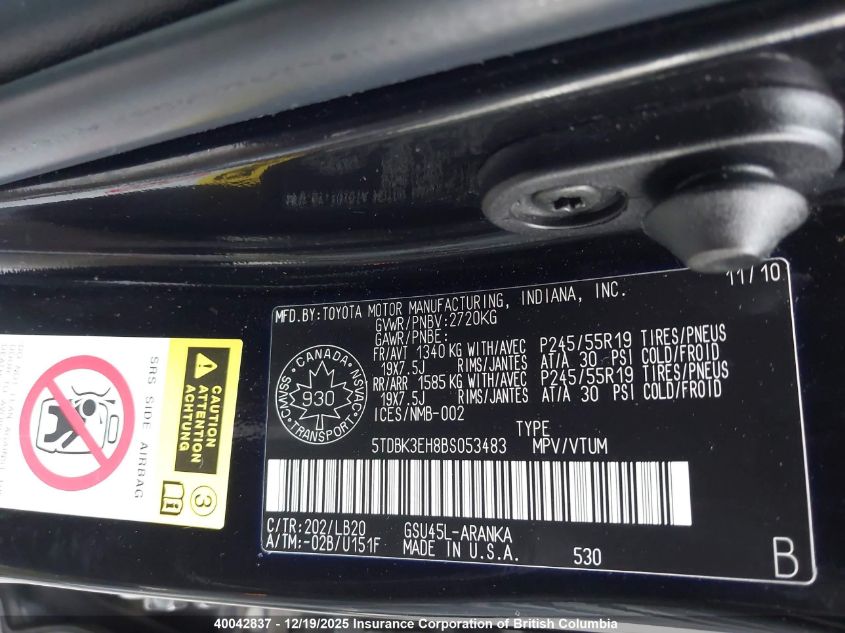 11/10
MFD.BY:TOYOTA MOTOR MANUFACTURING, INDIANA, INC.
GVWR/PNBV:2720KG
GAWR/PNBE:
FR/AVT 1340 KG WITH/AVEC P245/55R19 TIRES/PNEUS
19X7.5J RIMS/JANTES AT/A 30 PSI COLD/FROID
RR/ARR 1585 KG WITH/AVEC P245/55R19 TIRES/PNEUS
19X7.5J RIMS/JANTES AT/A 30 PSI COLD/FROID
ICES/NMB-002
CANADA
CMVSS NSVAC
930
TRANSPORT
TYPE
5TDBK3EH8BS053483 MPV/VTUM
C/TR:202/LB20 GSU45L-ARANKA
A/TM:-02B/U151F MADE IN U.S.A. 530
B
CAUTION
ATTENTION
ACHTUNG
SRS SIDE AIRBAG
3
40042837 - 12/19/2025 Insurance Corporation of British Columbia